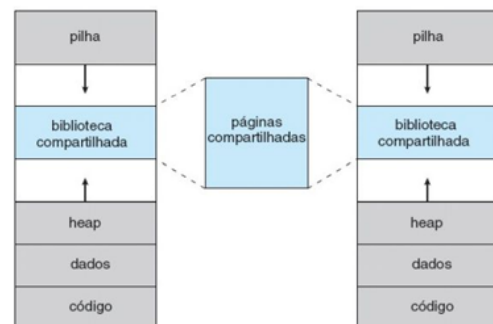 pilha
biblioteca
compartilhada
heap
dados
código
páginas
compartilhadas
pilha
biblioteca
compartilhada
heap
dados
código